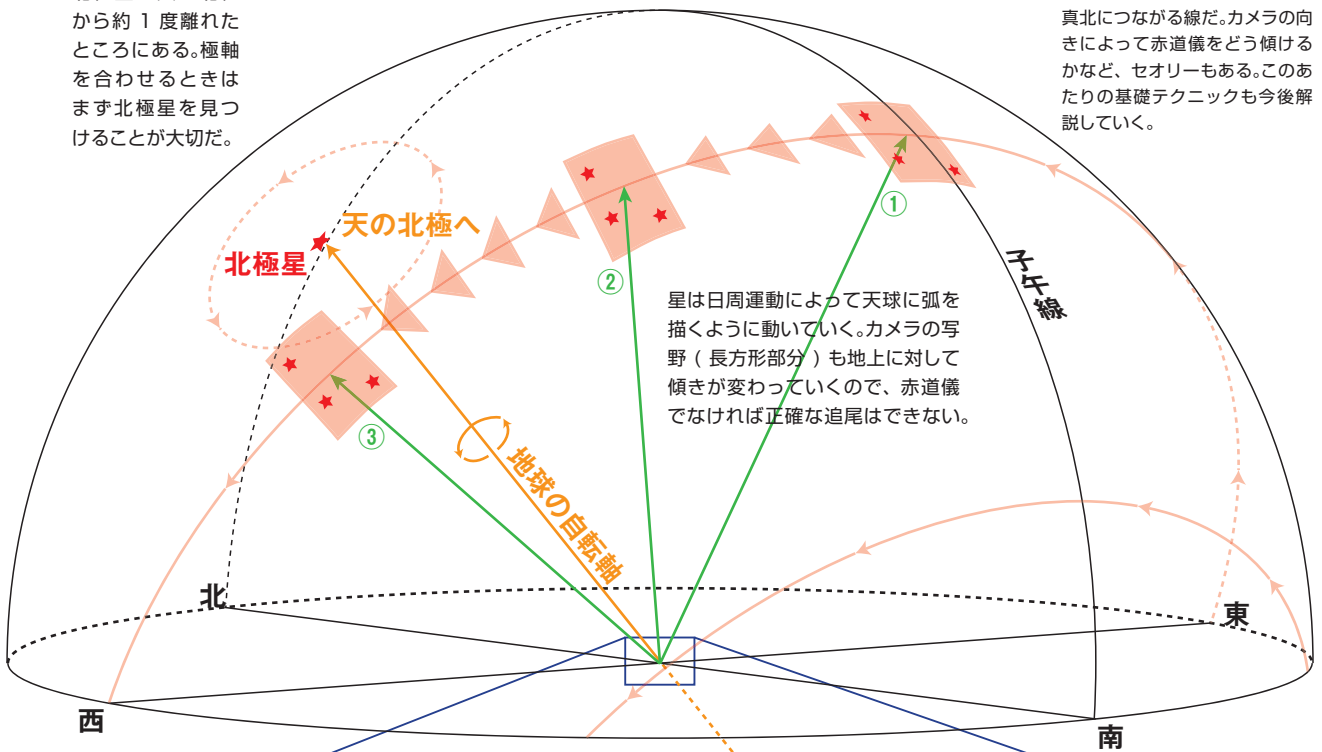 から約 1 度離れた
ところにある。極軸
を合わせるときは
まず北極星を見つ
けることが大切だ。
真北につながる線だ。カメラの向
きによって赤道儀をどう傾ける
かなど、セオリーもある。このあ
たりの基礎テクニックも今後解
説していく。
天の北極へ
北極星
①
②
③
子午線
星は日周運動によって天球に弧を
描くように動いていく。カメラの写
野 ( 長方形部分 ) も地上に対して
傾きが変わっていくので、赤道儀
でなければ正確な追尾はできない。
地球の自転軸
北
東
西
南